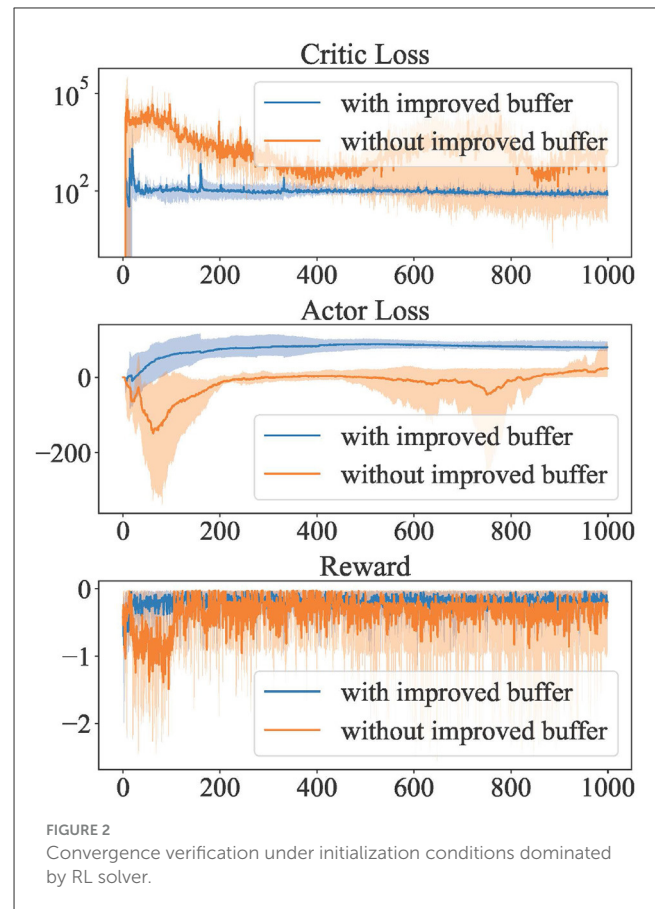 Critic Loss
10^5
10^2
with improved buffer
without improved buffer
0 200 400 600 800 1000
Actor Loss
0
−200
with improved buffer
without improved buffer
0 200 400 600 800 1000
Reward
0
−1
−2
with improved buffer
without improved buffer
0 200 400 600 800 1000
FIGURE 2
Convergence verification under initialization conditions dominated
by RL solver.